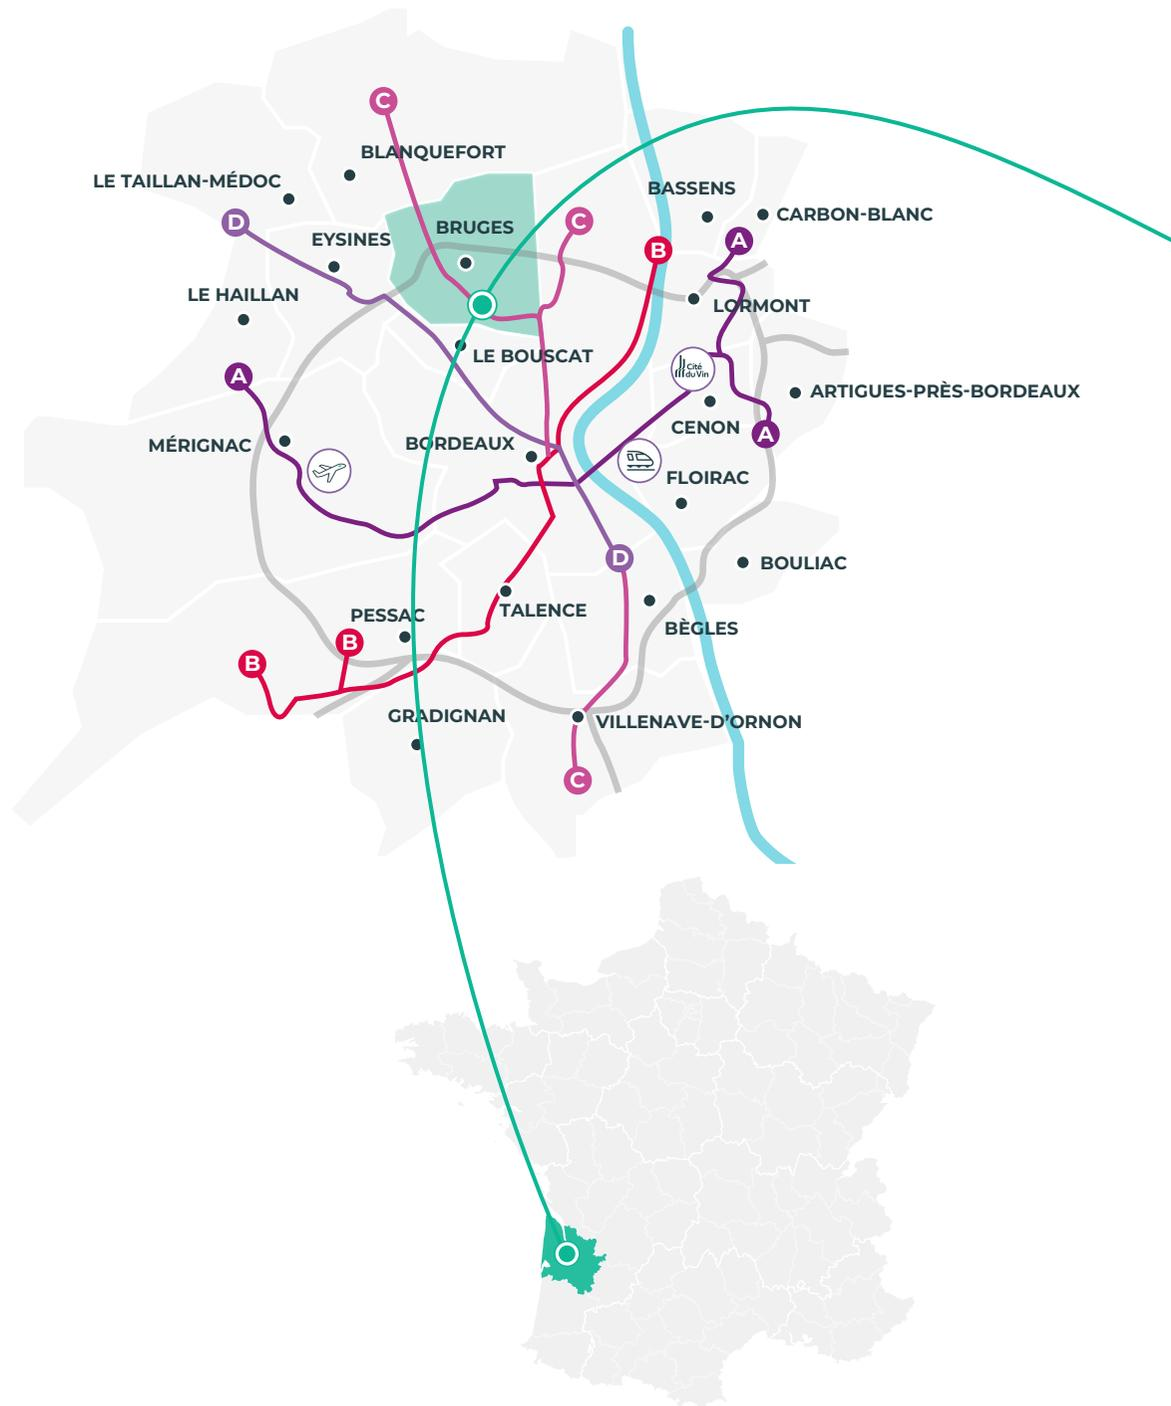 C
BLANQUEFORT
LE TAILLAN-MÉDOC
BASSENS
CARBON-BLANC
D
EYSINES
BRUGES
C
B
A
LE HAILLAN
LORMONT
LE BOUSCAT
Cité
du Vin
A
ARTIGUES-PRÈS-BORDEAUX
MÉRIGNAC
BORDEAUX
CENON
A
FLOIRAC
D
BOULIAC
PESSAC
TALENCE
BÈGLES
B
B
GRADIGNAN
VILLENAVE-D'ORNON
C